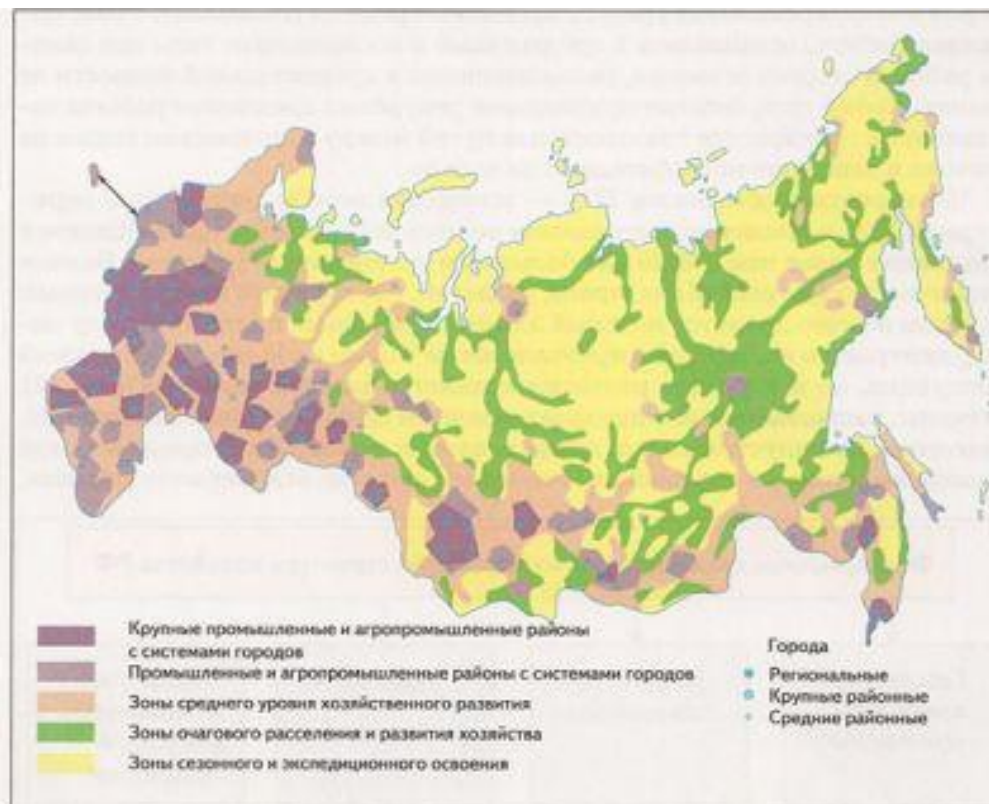 Крупные промышленные и агропромышленные районы
с системами городов
Промышленные и агропромышленные районы с системами городов
Зоны среднего уровня хозяйственного развития
Зоны очагового расселения и развития хозяйства
Зоны сезонного и экспедиционного освоения
Города
Региональные
Крупные районные
Средние районные